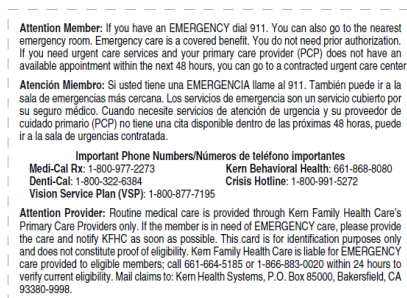 Attention Member: If you have an EMERGENCY dial 911. You can also go to the nearest
emergency room. Emergency care is a covered benefit. You do not need prior authorization.
If you need urgent care services and your primary care provider (PCP) does not have an
available appointment within the next 48 hours, you can go to a contracted urgent care center
Atención Miembro: Si usted tiene una EMERGENCIA llame al 911. También puede ir a la
sala de emergencias más cercana. Los servicios de emergencia son un servicio cubierto por
su seguro médico. Cuando necesite servicios de atención de urgencia y su proveedor de
cuidado primario (PCP) no tiene una cita disponible dentro de las próximas 48 horas, puede
ir a la sala de urgencias contratada.
Important Phone Numbers/Números de teléfono importantes
Medi-Cal Rx: 1-800-977-2273 Kern Behavioral Health: 661-868-8080
Denti-Cal: 1-800-322-6384 Crisis Hotline: 1-800-991-5272
Vision Service Plan (VSP): 1-800-877-7195
Attention Provider: Routine medical care is provided through Kern Family Health Care's
Primary Care Providers only. If the member is in need of EMERGENCY care, please provide
the care and notify KFHC as soon as possible. This card is for identification purposes only
and does not constitute proof of eligibility. Kern Family Health Care is liable for EMERGENCY
care provided to eligible members; call 661-664-5185 or 1-866-883-0020 within 24 hours to
verify current eligibility. Mail claims to: Kern Health Systems, P.O. Box 85000, Bakersfield, CA
93380-9998.